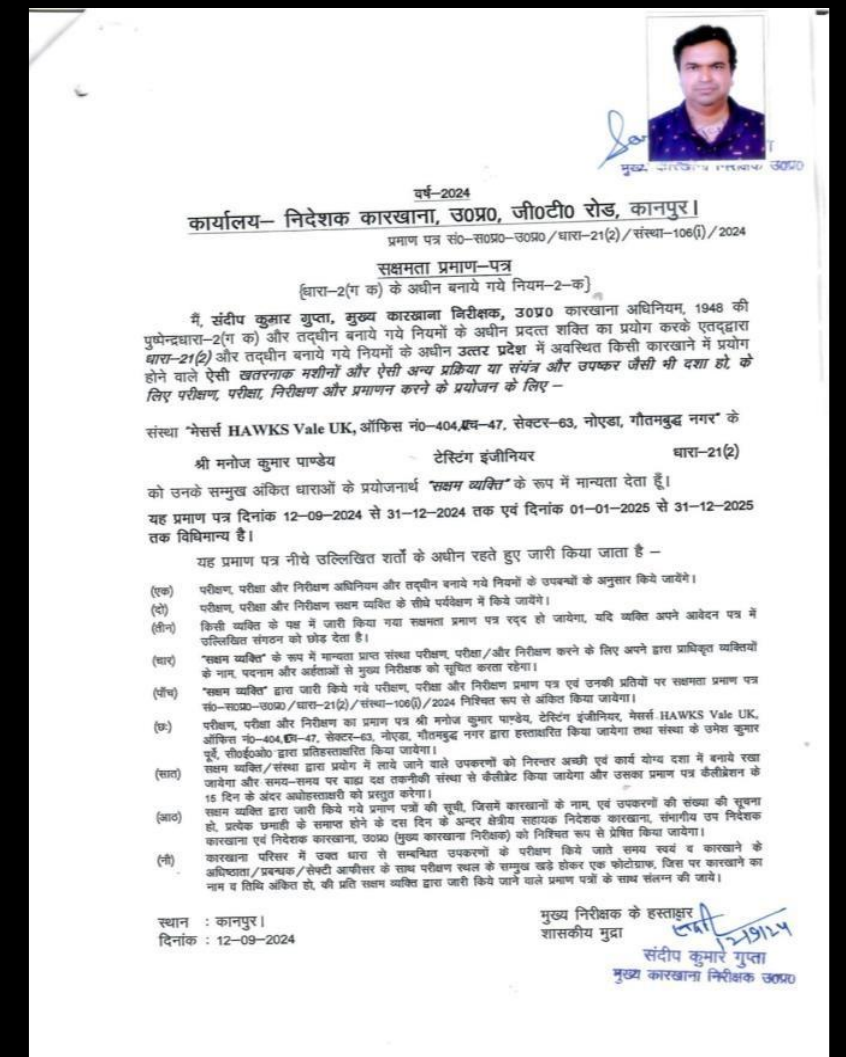 मुख्य कारखाना निरीक्षक उ0प्र0
वर्ष–2024
कार्यालय– निदेशक कारखाना, उ0प्र0, जी0टी0 रोड, कानपुर।
प्रमाण पत्र सं0–स0प्र0–उ0प्र0/धारा–21(2)/संस्था–106(i)/2024
सक्षमता प्रमाण–पत्र
{धारा–2(ग क) के अधीन बनाये गये नियम–2–क}
मैं, संदीप कुमार गुप्ता, मुख्य कारखाना निरीक्षक, उ0प्र0 कारखाना अधिनियम, 1948 की
पुष्पेन्द्रधारा–2(ग क) और तद्धीन बनाये गये नियमों के अधीन प्रदत्त शक्ति का प्रयोग करके एतद्द्वारा
धारा–21(2) और तद्धीन बनाये गये नियमों के अधीन उत्तर प्रदेश में अवस्थित किसी कारखाने में प्रयोग
होने वाले ऐसी खतरनाक मशीनों और ऐसी अन्य प्रक्रिया या संयंत्र और उपष्कर जैसी भी दशा हो, के
लिए परीक्षण, परीक्षा, निरीक्षण और प्रमाणन करने के प्रयोजन के लिए –
संस्था "मेसर्स HAWKS Vale UK, ऑफिस नं0–404,एच–47, सेक्टर–63, नोएडा, गौतमबुद्ध नगर" के
श्री मनोज कुमार पाण्डेय टेस्टिंग इंजीनियर धारा–21(2)
को उनके सम्मुख अंकित धाराओं के प्रयोजनार्थ "सक्षम व्यक्ति" के रूप में मान्यता देता हूँ।
यह प्रमाण पत्र दिनांक 12–09–2024 से 31–12–2024 तक एवं दिनांक 01–01–2025 से 31–12–2025
तक विधिमान्य है।
यह प्रमाण पत्र नीचे उल्लिखित शर्तो के अधीन रहते हुए जारी किया जाता है –
(एक) परीक्षण, परीक्षा और निरीक्षण अधिनियम और तद्धीन बनाये गये नियमों के उपबन्धों के अनुसार किये जायेंगे।
(दो) परीक्षण, परीक्षा और निरीक्षण सक्षम व्यक्ति के सीधे पर्यवेक्षण में किये जायेंगे।
(तीन) किसी व्यक्ति के पक्ष में जारी किया गया सक्षमता प्रमाण पत्र रद्द हो जायेगा, यदि व्यक्ति अपने आवेदन पत्र में
उल्लिखित संगठन को छोड देता है।
(चार) "सक्षम व्यक्ति" के रूप में मान्यता प्राप्त संस्था परीक्षण, परीक्षा/और निरीक्षण करने के लिए अपने द्वारा प्राधिकृत व्यक्तियों
के नाम, पदनाम और अर्हताओं से मुख्य निरीक्षक को सूचित करता रहेगा।
(पाँच) "सक्षम व्यक्ति" द्वारा जारी किये गये परीक्षण, परीक्षा और निरीक्षण प्रमाण पत्र एवं उनकी प्रतियों पर सक्षमता प्रमाण पत्र
सं0–स0प्र0–उ0प्र0/धारा–21(2)/संस्था–106(i)/2024 निश्चित रूप से अंकित किया जायेगा।
(छः) परीक्षण, परीक्षा और निरीक्षण का प्रमाण पत्र श्री मनोज कुमार पाण्डेय, टेस्टिंग इंजीनियर, मेसर्स HAWKS Vale UK,
ऑफिस नं0–404,एच–47, सेक्टर–63, नोएडा, गौतमबुद्ध नगर द्वारा हस्ताक्षरित किया जायेगा तथा संस्था के उमेश कुमार
पूर्वे, सी0ई0ओ0 द्वारा प्रतिहस्ताक्षरित किया जायेगा।
(सात) सक्षम व्यक्ति/संस्था द्वारा प्रयोग में लाये जाने वाले उपकरणों को निरन्तर अच्छी एवं कार्य योग्य दशा में बनाये रखा
जायेगा और समय–समय पर बाह्य दक्ष तकनीकी संस्था से कैलीब्रेट किया जायेगा और उसका प्रमाण पत्र कैलीब्रेशन के
15 दिन के अंदर अधोहस्ताक्षरी को प्रस्तुत करेगा।
(आठ) सक्षम व्यक्ति द्वारा जारी किये गये प्रमाण पत्रों की सूची, जिसमें कारखानों के नाम, एवं उपकरणों की संख्या की सूचना
हो, प्रत्येक छमाही के समाप्त होने के दस दिन के अन्दर क्षेत्रीय सहायक निदेशक कारखाना, संभागीय उप निदेशक
कारखाना एवं निदेशक कारखाना, उ0प्र0 (मुख्य कारखाना निरीक्षक) को निश्चित रूप से प्रेषित किया जायेगा।
(नौ) कारखाना परिसर में उक्त धारा से सम्बन्धित उपकरणों के परीक्षण किये जाते समय स्वयं व कारखाने के
अधिष्ठाता/प्रबन्धक/सेफ्टी आफीसर के साथ परीक्षण स्थल के सम्मुख खड़े होकर एक फोटोग्राफ, जिस पर कारखाने का
नाम व तिथि अंकित हो, की प्रति सक्षम व्यक्ति द्वारा जारी किये जाने वाले प्रमाण पत्रों के साथ संलग्न की जाये।
स्थान : कानपुर। मुख्य निरीक्षक के हस्ताक्षर
दिनांक : 12–09–2024 शासकीय मुद्रा
12/9/24
संदीप कुमार गुप्ता
मुख्य कारखाना निरीक्षक उ0प्र0